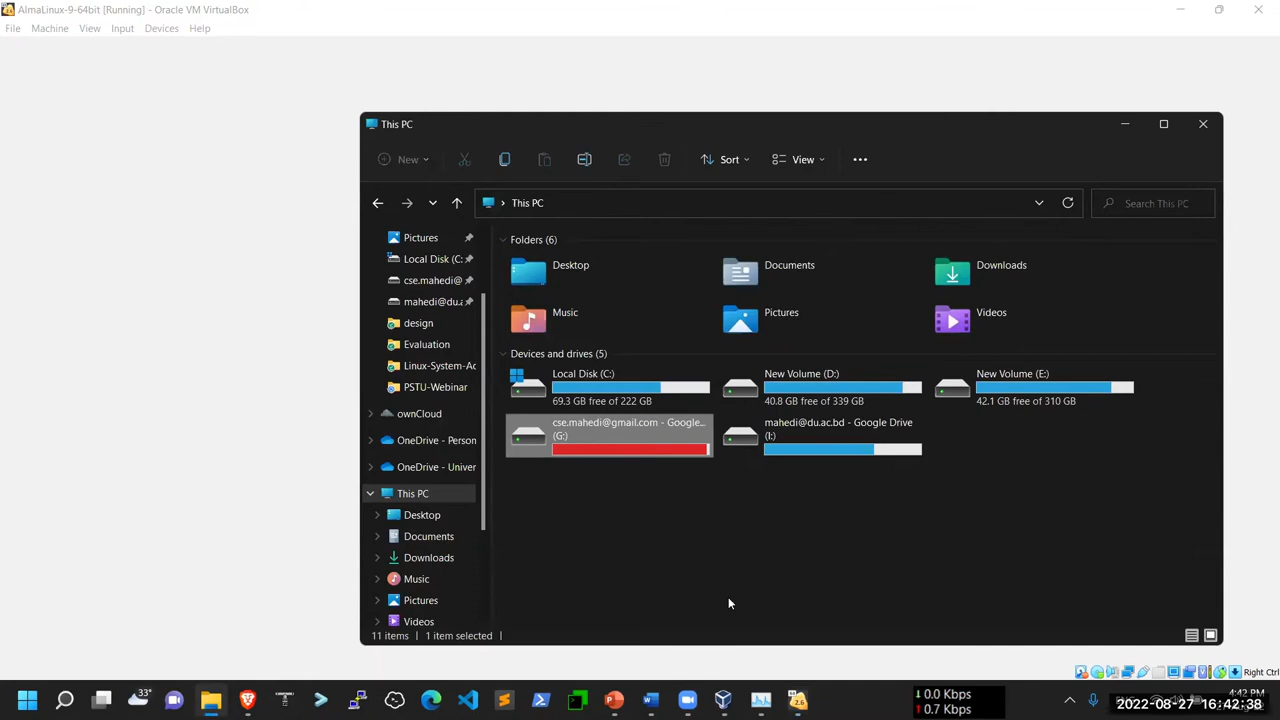 AlmaLinux-9-64bit [Running] - Oracle VM VirtualBox
File Machine View Input Devices Help
This PC
New
Sort
View
This PC
Search This PC
Pictures
Local Disk (C:
cse.mahedi@
mahedi@du.a
design
Evaluation
Linux-System-Ac
PSTU-Webinar
ownCloud
OneDrive - Person
OneDrive - Univer
This PC
Desktop
Documents
Downloads
Music
Pictures
Videos
Folders (6)
Desktop
Documents
Downloads
Music
Pictures
Videos
Devices and drives (5)
Local Disk (C:)
69.3 GB free of 222 GB
New Volume (D:)
40.8 GB free of 339 GB
New Volume (E:)
42.1 GB free of 310 GB
cse.mahedi@gmail.com - Google...
(G:)
mahedi@du.ac.bd - Google Drive
(I:)
11 items 1 item selected
Right Ctrl
33°
0.0 Kbps
0.7 Kbps
4:42 PM
2022-08-27 16:42:38